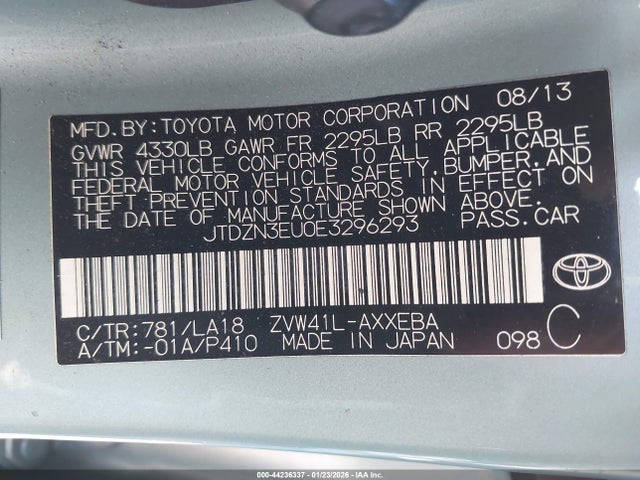 MFD. BY: TOYOTA MOTOR CORPORATION 08/13
GVWR 4330LB GAWR FR 2295LB RR 2295LB
THIS VEHICLE CONFORMS TO ALL APPLICABLE
FEDERAL MOTOR VEHICLE SAFETY, BUMPER, AND
THEFT PREVENTION STANDARDS IN EFFECT ON
THE DATE OF MANUFACTURE SHOWN ABOVE.
JTDZN3EU0E3296293 PASS. CAR
C/TR: 781/LA18 ZVW41L-AXXEBA
A/TM: -01A/P410 MADE IN JAPAN 098 C
000-44236337 - 01/23/2026 - IAAI.COM